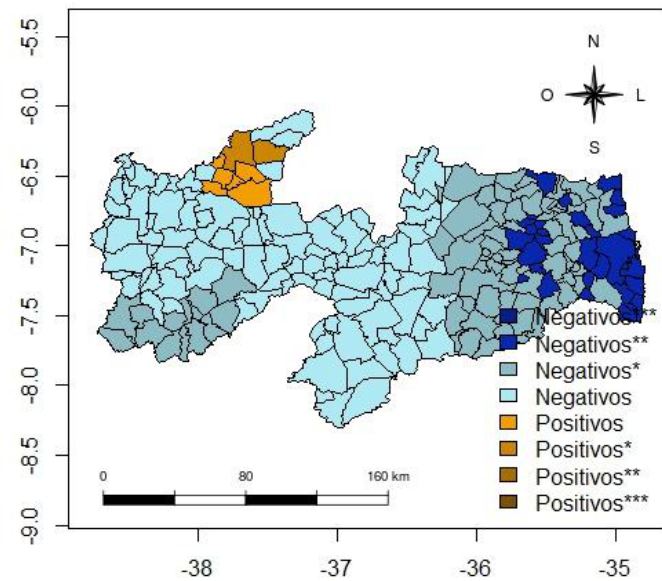 -5.5
-6.0
-6.5
-7.0
-7.5
-8.0
-8.5
-9.0
N
O L
S
Negativos***
Negativos**
Negativos*
Negativos
Positivos
Positivos*
Positivos**
Positivos***
0 80 160 km
-38 -37 -36 -35